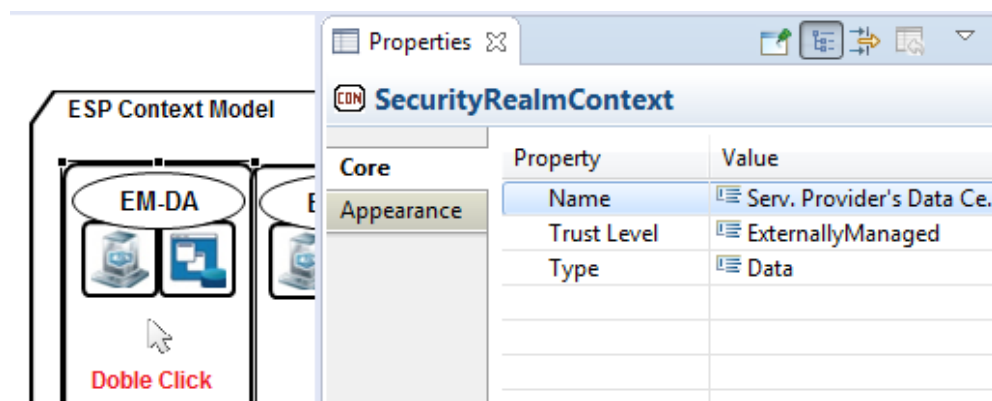 Properties
CON SecurityRealmContext
ESP Context Model
Core
Appearance
Property Value
Name Serv. Provider's Data Ce.
Trust Level ExternallyManaged
Type Data
EM-DA
E
Doble Click